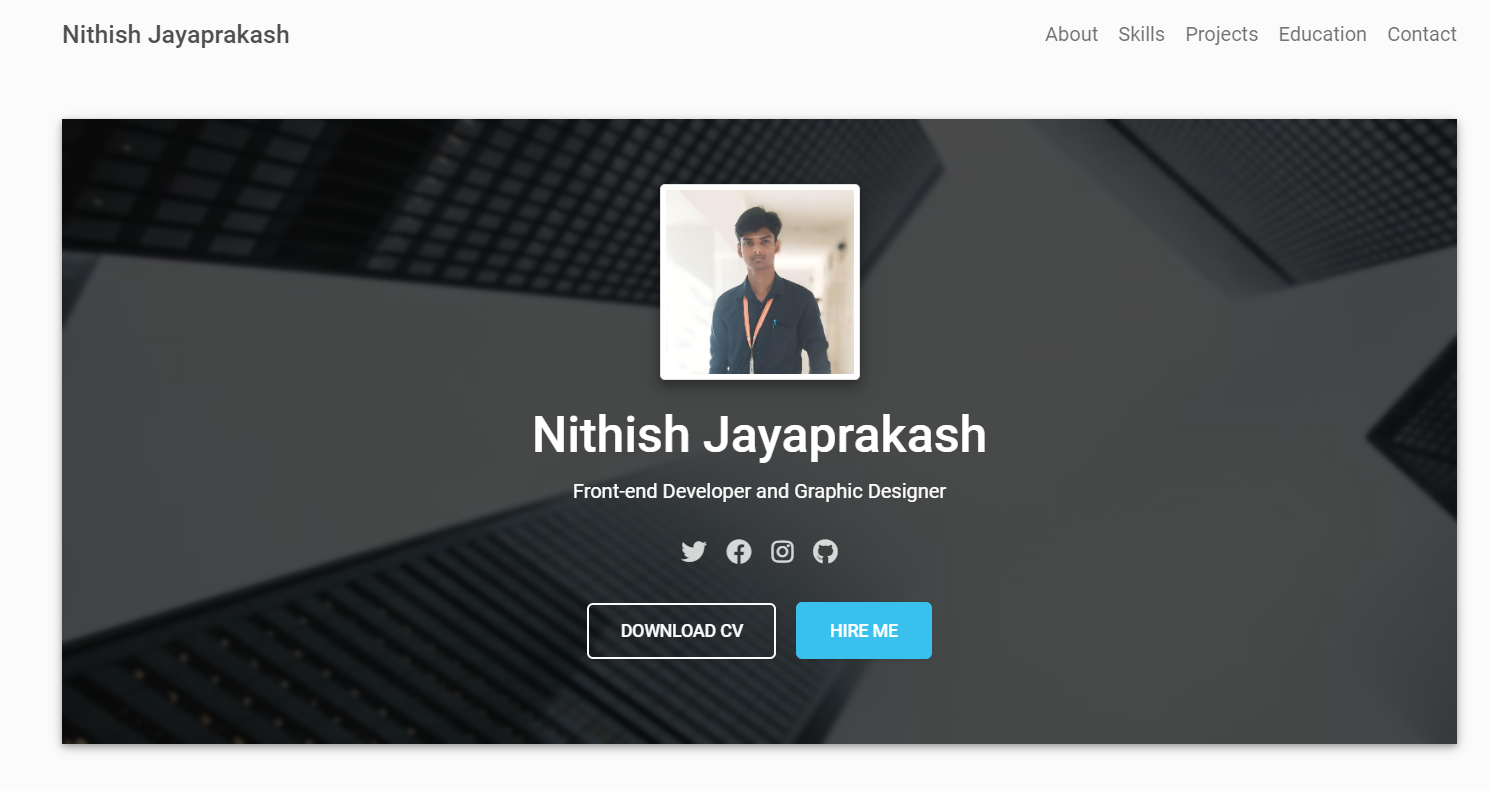 Nithish Jayaprakash
About Skills Projects Education Contact
Nithish Jayaprakash
Front-end Developer and Graphic Designer
DOWNLOAD CV
HIRE ME